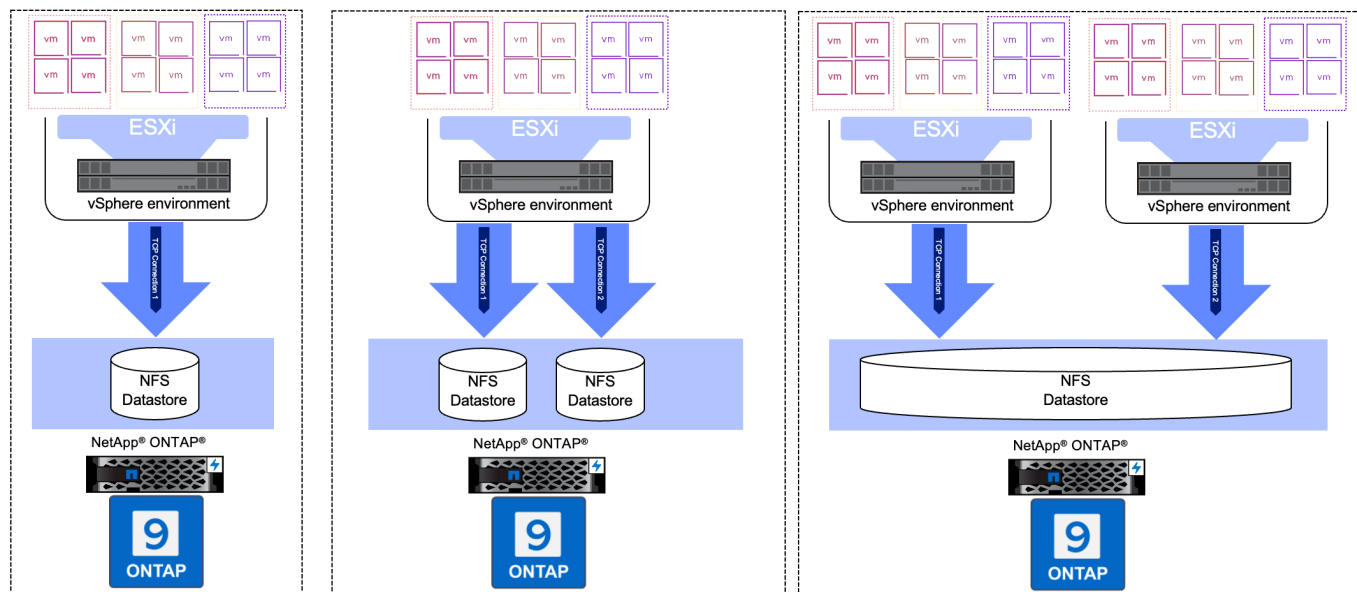 vm vm vm vm vm vm
vm vm vm vm vm vm
ESXi
vSphere environment
TCP Connection 1
NFS
Datastore
NetApp® ONTAP®
9
ONTAP
vm vm vm vm vm vm
vm vm vm vm vm vm
ESXi
vSphere environment
TCP Connection 1
TCP Connection 2
NFS
Datastore
NFS
Datastore
NetApp® ONTAP®
9
ONTAP
vm vm vm vm vm vm
vm vm vm vm vm vm
ESXi
vSphere environment
TCP Connection 1
vm vm vm vm vm vm
vm vm vm vm vm vm
ESXi
vSphere environment
TCP Connection 2
NFS
Datastore
NetApp® ONTAP®
9
ONTAP